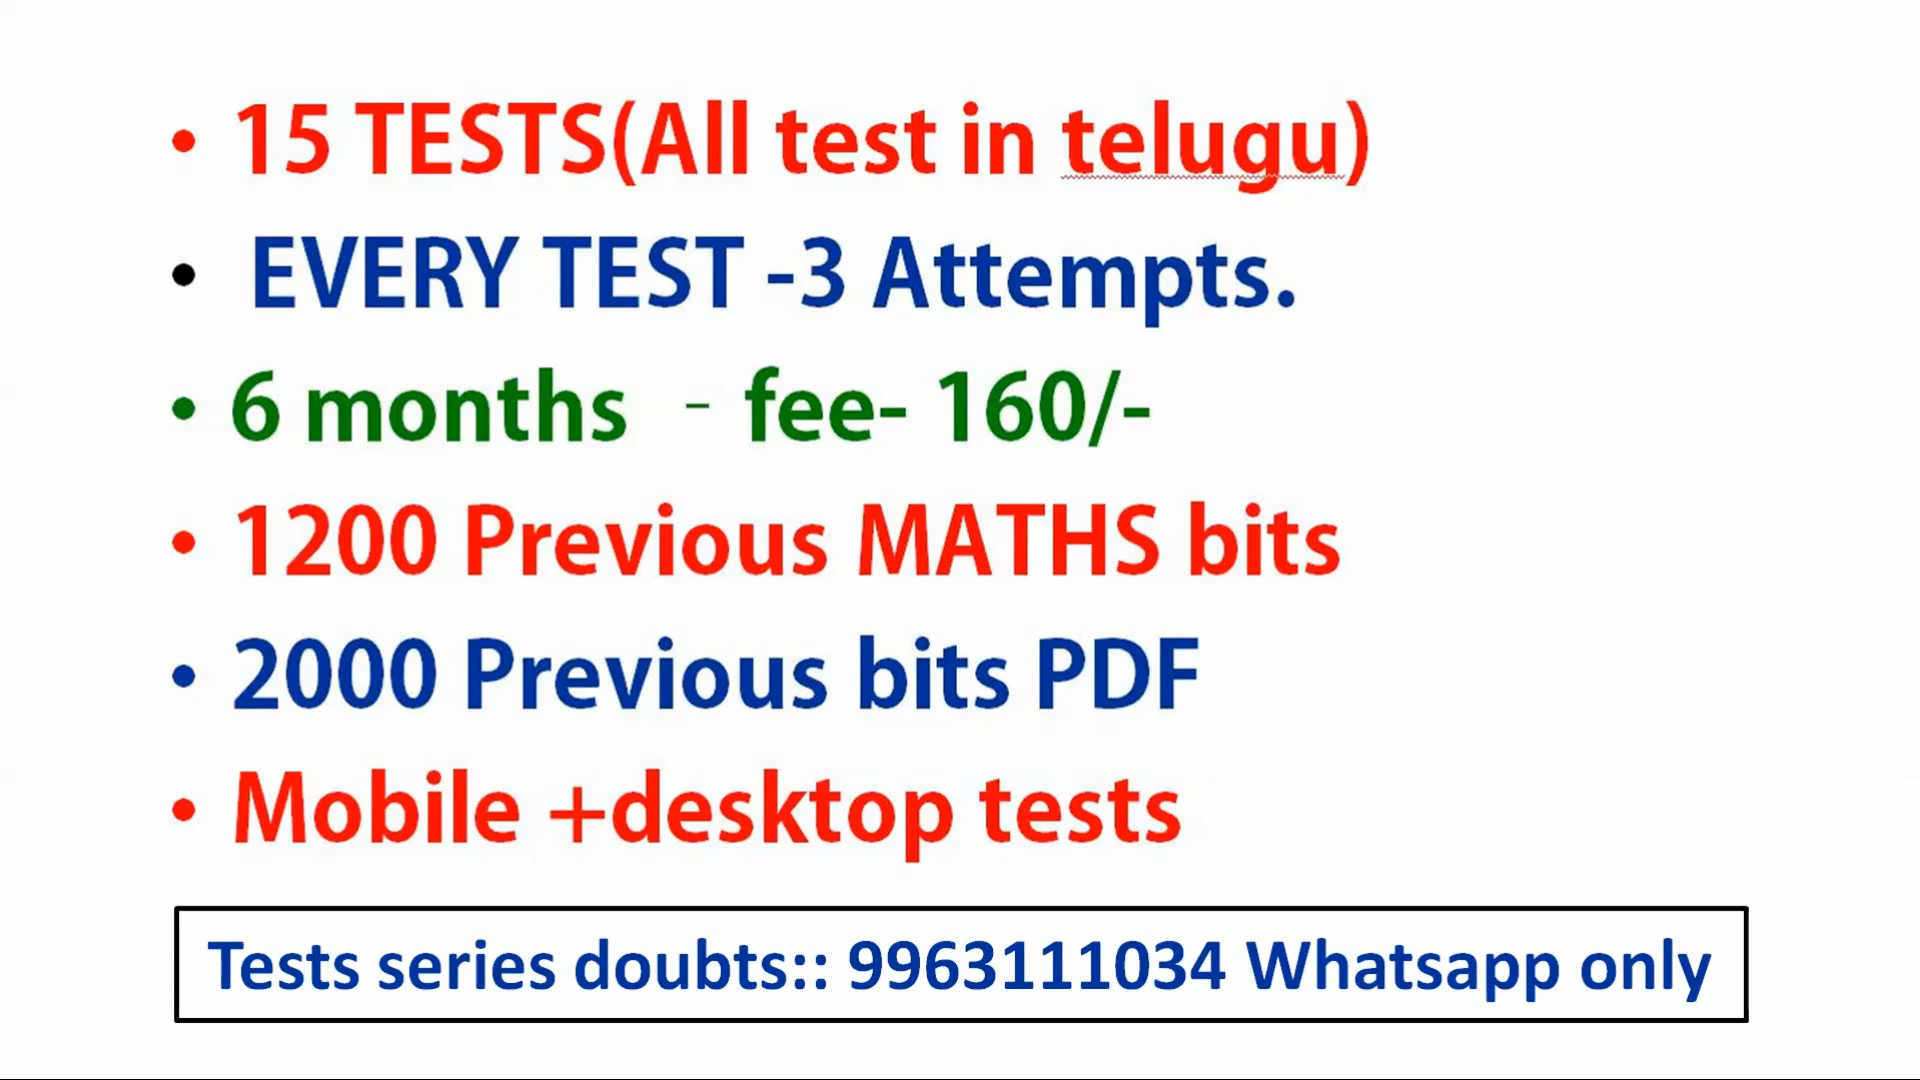 • 15 TESTS(All test in telugu)
• EVERY TEST -3 Attempts.
• 6 months - fee- 160/-
• 1200 Previous MATHS bits
• 2000 Previous bits PDF
• Mobile +desktop tests
Tests series doubts:: 9963111034 Whatsapp only